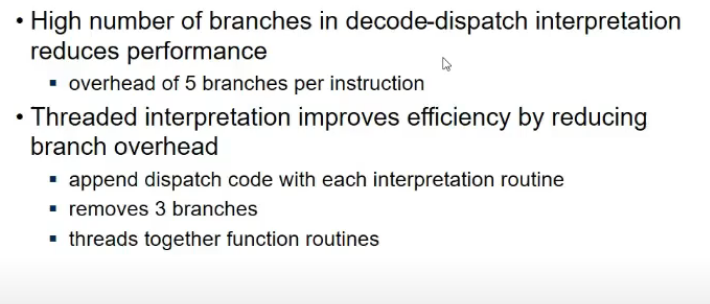 • High number of branches in decode-dispatch interpretation
reduces performance
▪ overhead of 5 branches per instruction
• Threaded interpretation improves efficiency by reducing
branch overhead
▪ append dispatch code with each interpretation routine
▪ removes 3 branches
▪ threads together function routines